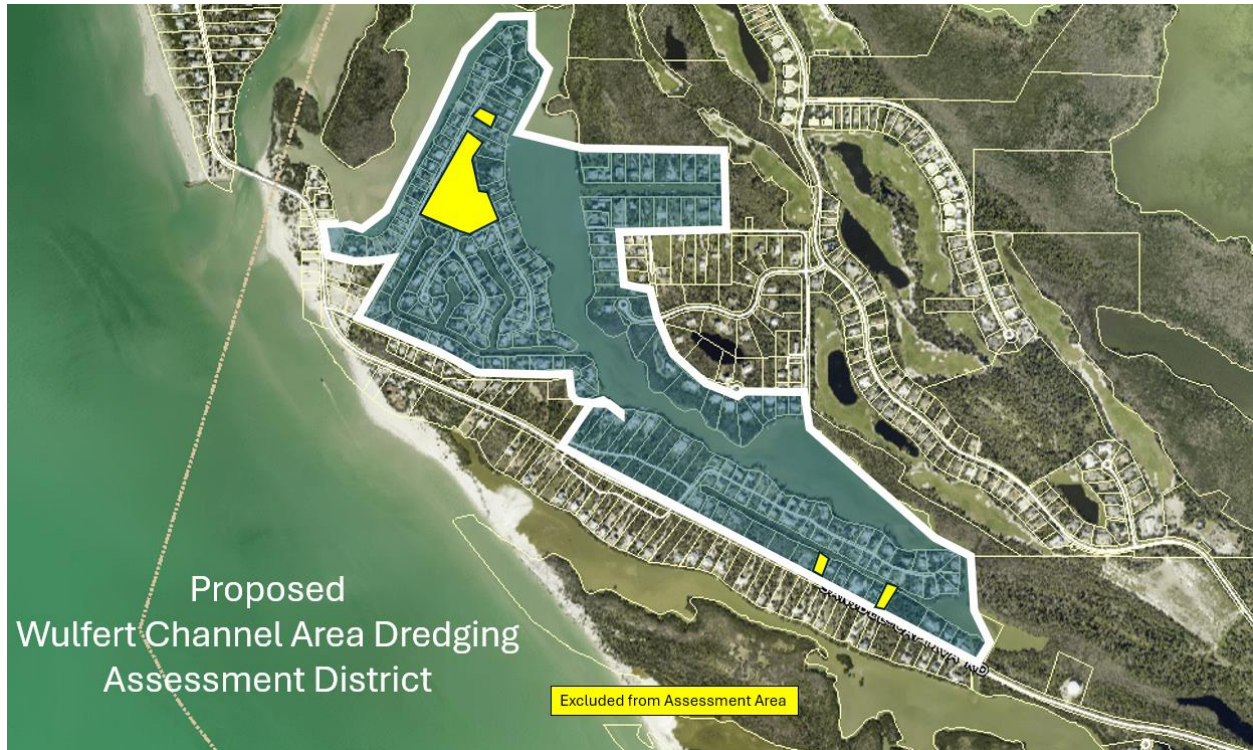 Proposed
Wulfert Channel Area Dredging
Assessment District
Excluded from Assessment Area